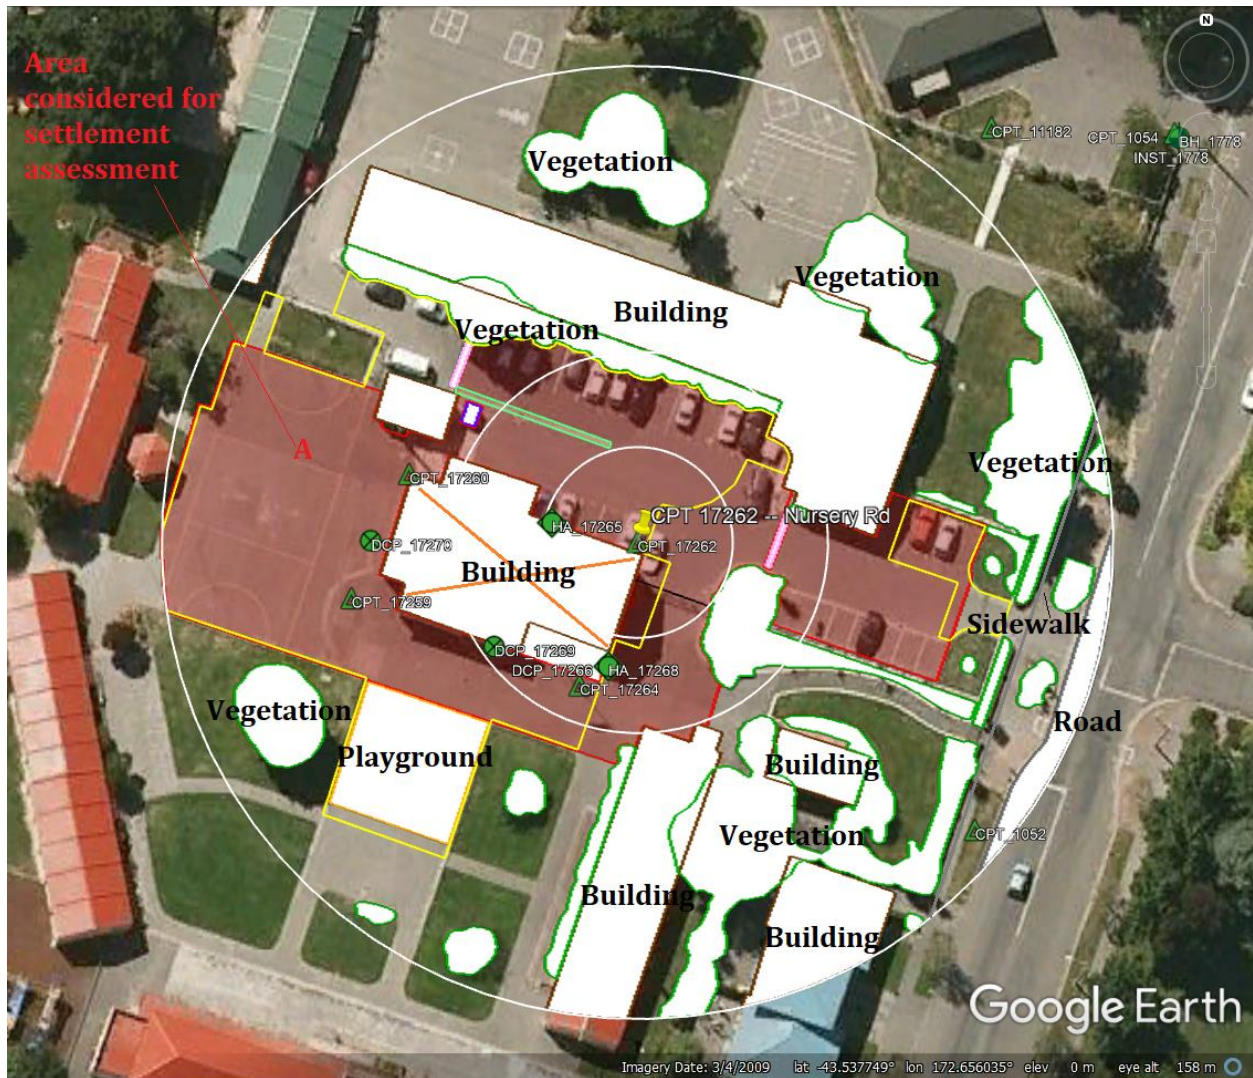 N
Area
considered for
settlement
assessment
CPT_11182
CPT_1054
BH_1778
INST_1778
Vegetation
Vegetation
Building
Vegetation
A
Vegetation
CPT_17260
CPT 17262 -- Nursery Rd
HA_17265
DCP_17270
CPT_17262
Building
CPT_17259
Sidewalk
DCP_17269
DCP_17266
HA_17268
CPT_17264
Vegetation
Road
Playground
Building
CPT_1052
Vegetation
Building
Building
Google Earth
Imagery Date: 3/4/2009 lat -43.537749° lon 172.656035° elev 0 m eye alt 158 m